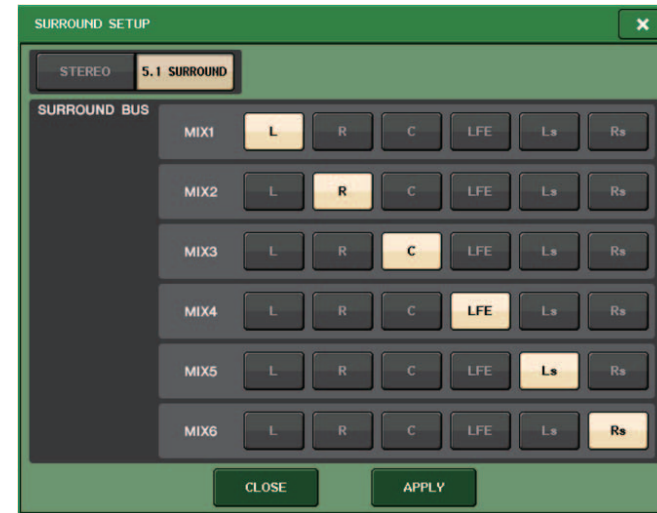 SURROUND SETUP ×
STEREO 5.1 SURROUND
SURROUND BUS
MIX1 L R C LFE Ls Rs
MIX2 L R C LFE Ls Rs
MIX3 L R C LFE Ls Rs
MIX4 L R C LFE Ls Rs
MIX5 L R C LFE Ls Rs
MIX6 L R C LFE Ls Rs
CLOSE APPLY